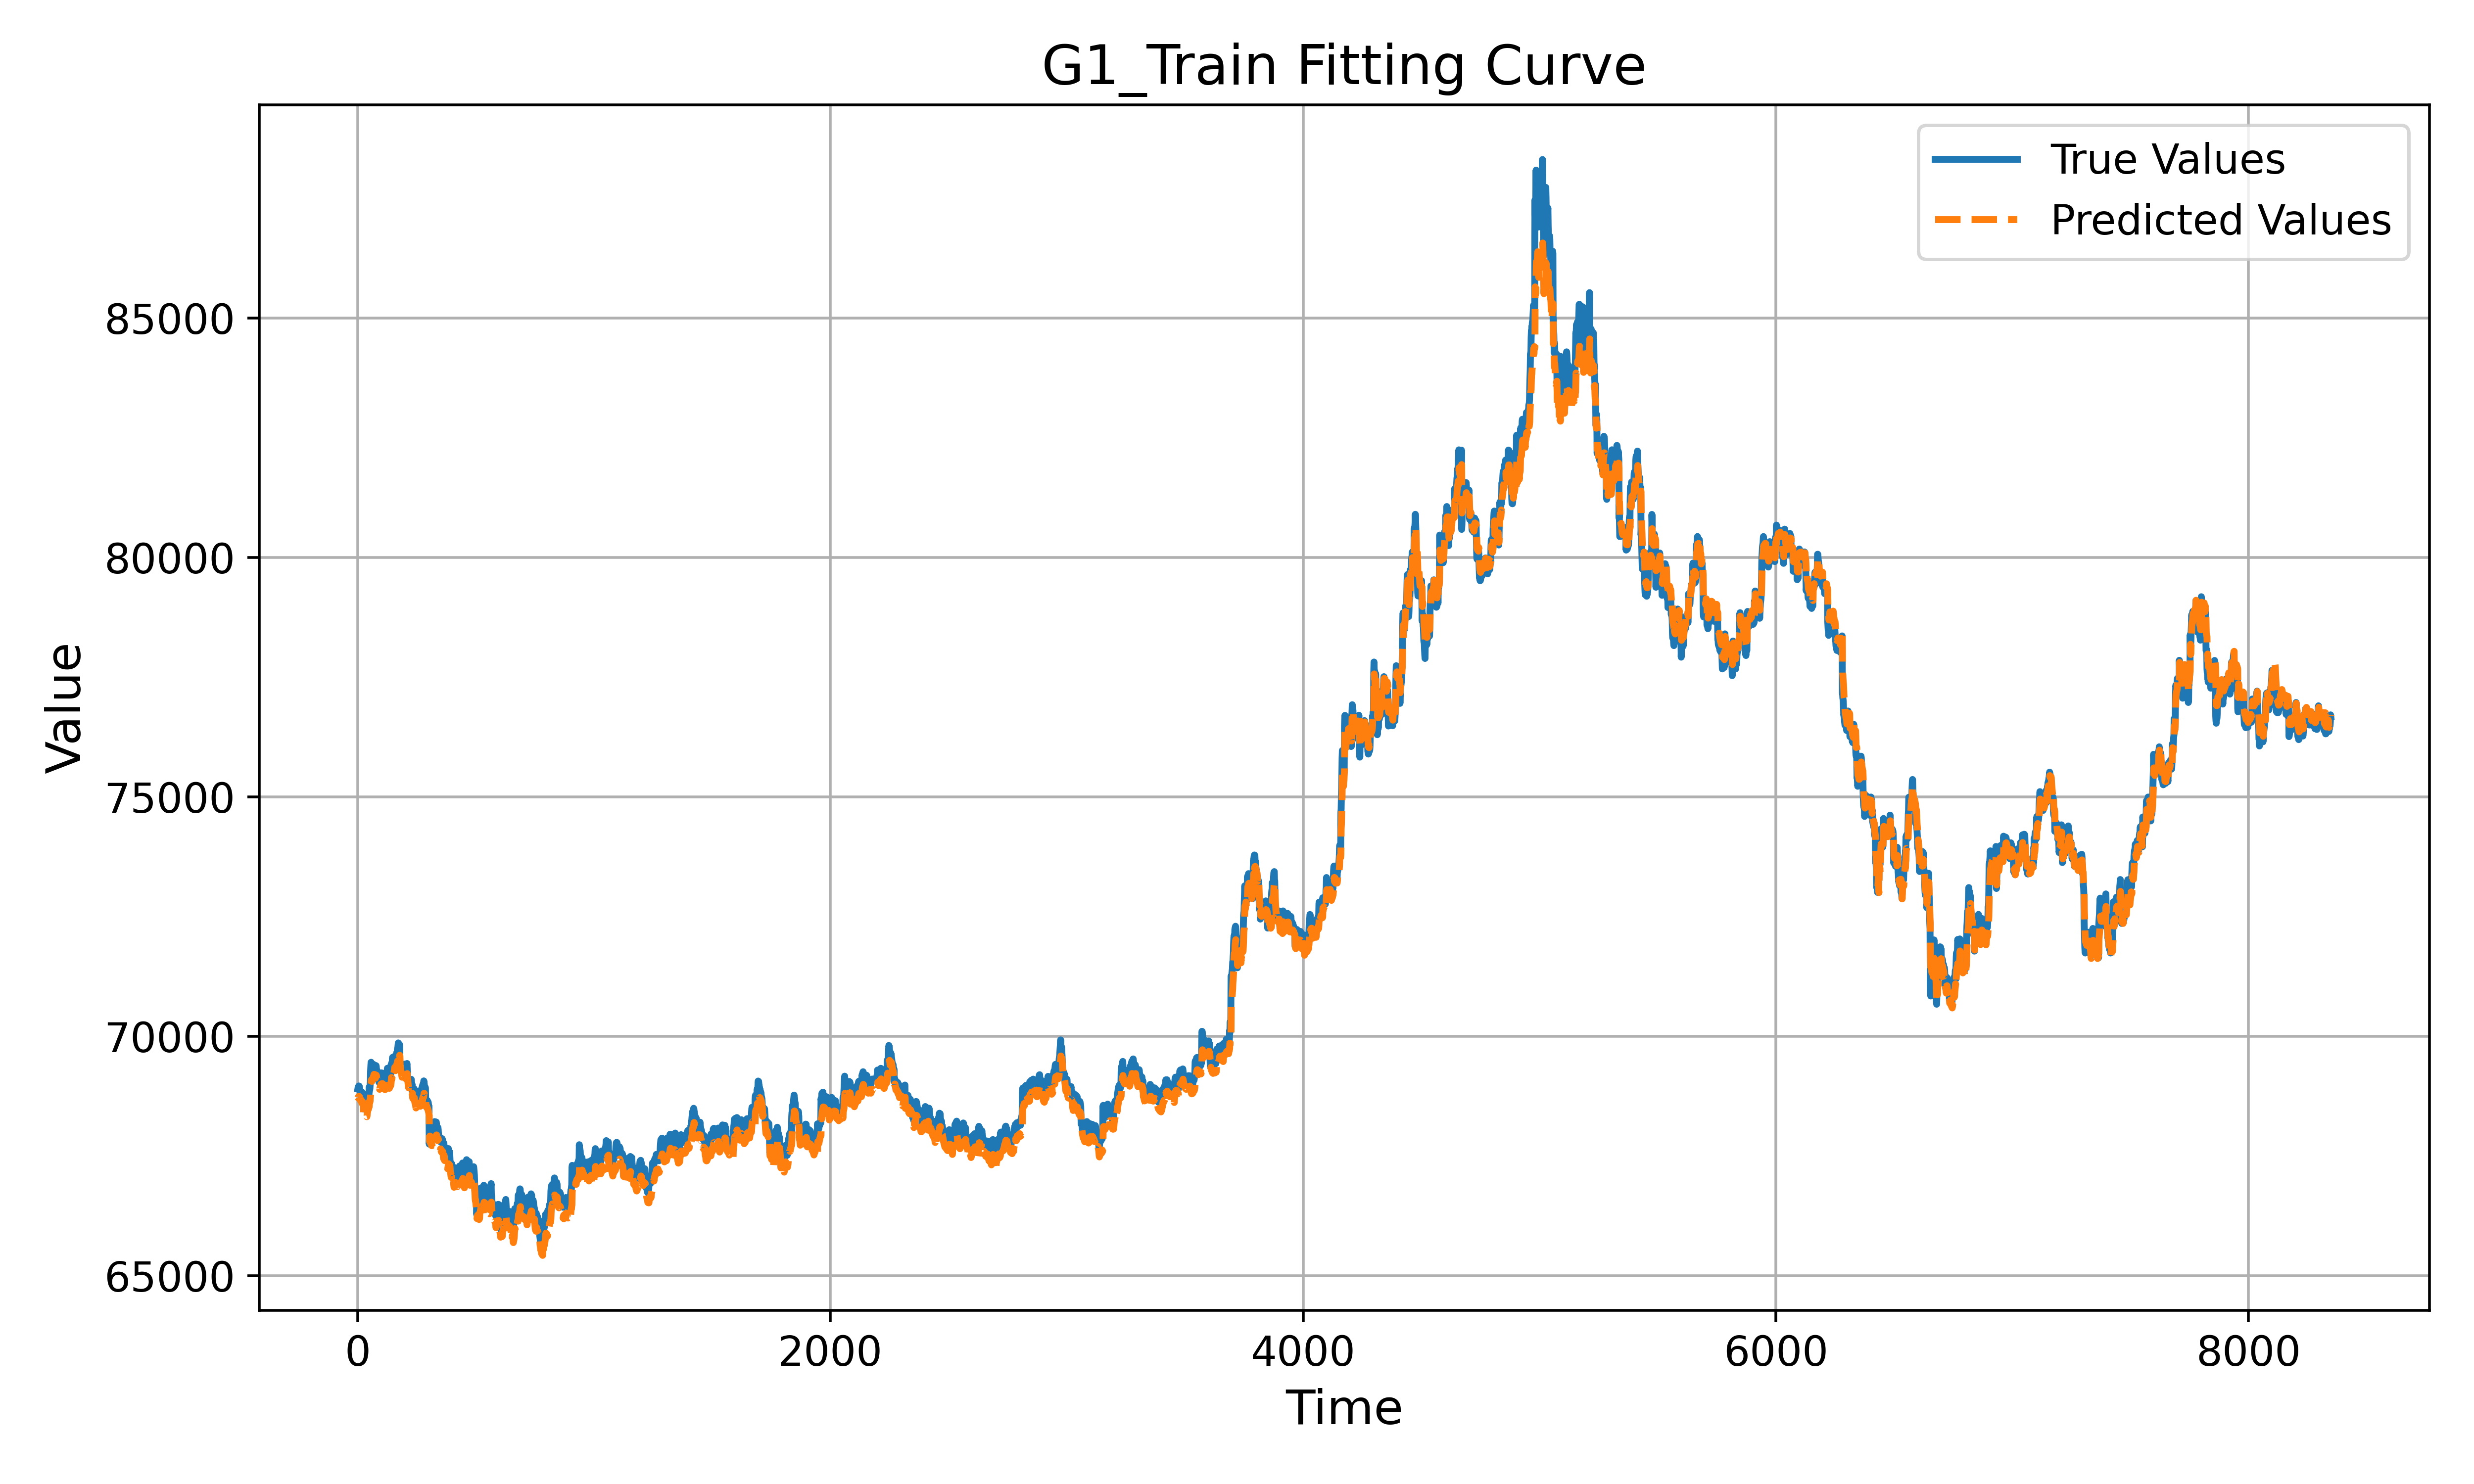 G1_Train Fitting Curve
True Values
Predicted Values
85000
80000
75000
70000
65000
Value
0 2000 4000 6000 8000
Time